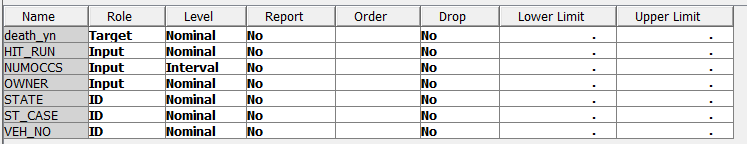 Name Role Level Report Order Drop Lower Limit Upper Limit
death_yn Target Nominal No No . .
HIT_RUN Input Nominal No No . .
NUMOCCS Input Interval No No . .
OWNER Input Nominal No No . .
STATE ID Nominal No No . .
ST_CASE ID Nominal No No . .
VEH_NO ID Nominal No No . .